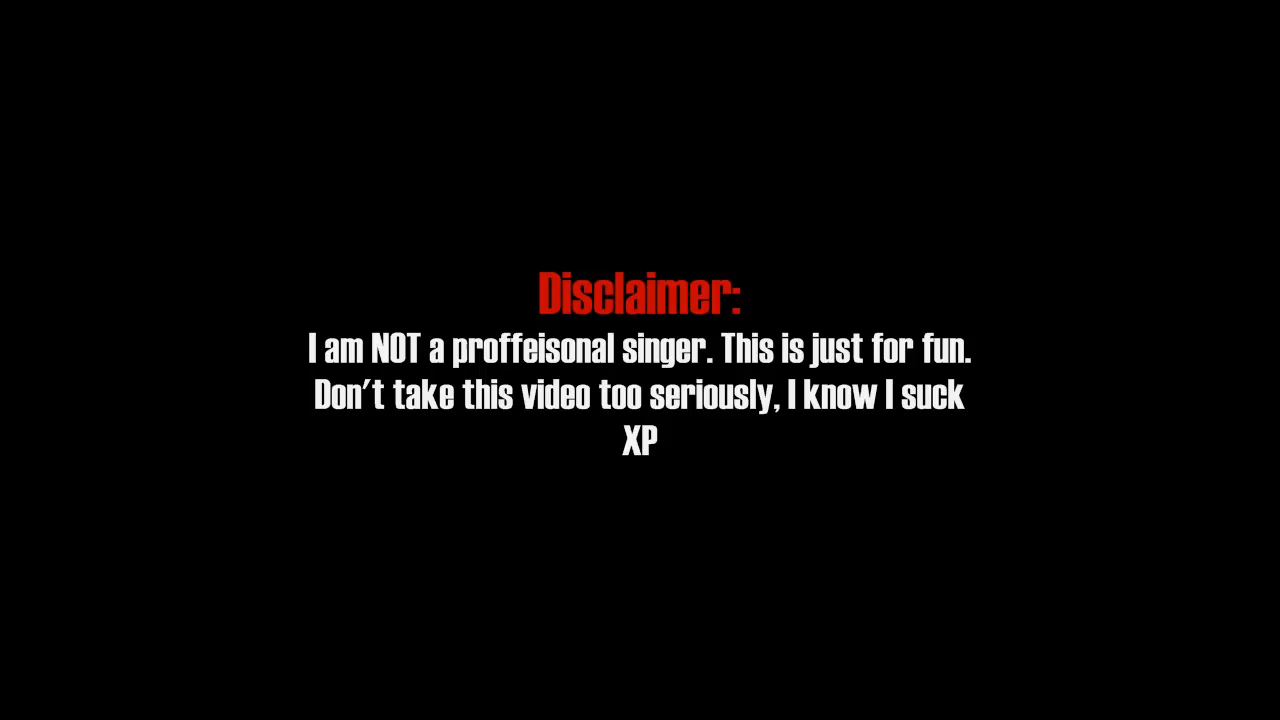 Disclaimer:
I am NOT a proffeisonal singer. This is just for fun.
Don't take this video too seriously, I know I suck
XP